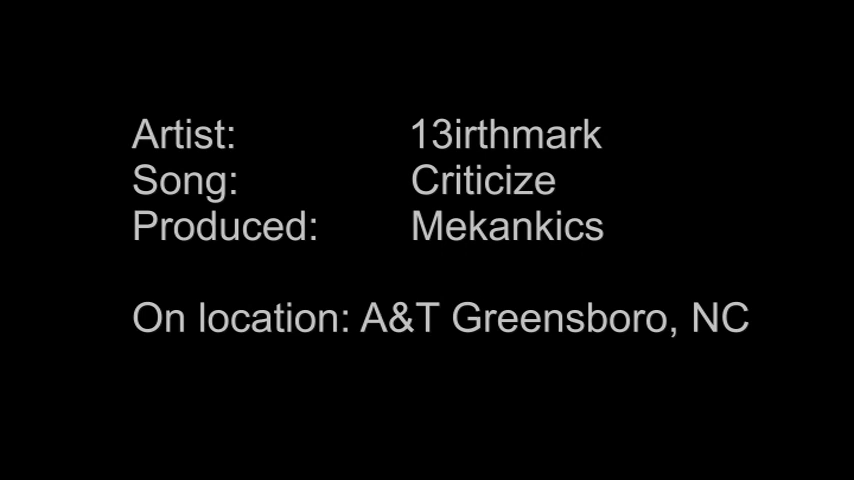 Artist: 13irthmark
Song: Criticize
Produced: Mekankics
On location: A&T Greensboro, NC